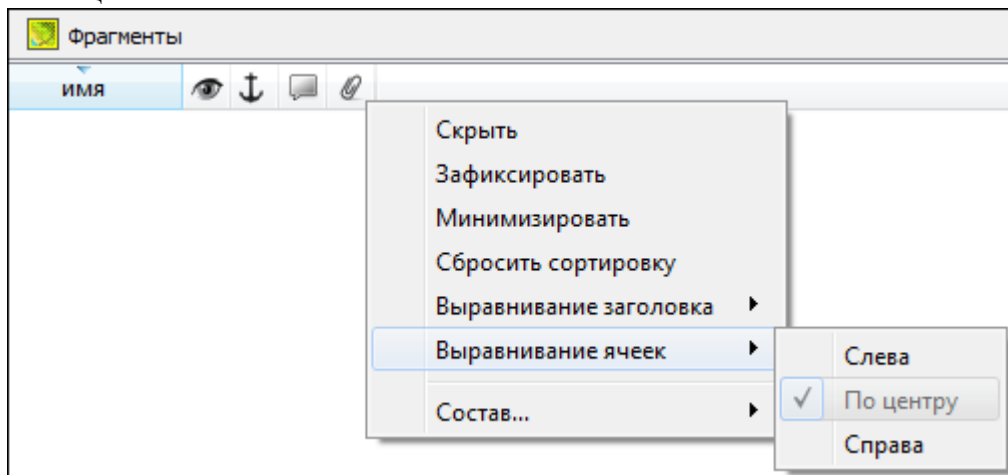 Фрагменты
имя
Скрыть
Зафиксировать
Минимизировать
Сбросить сортировку
Выравнивание заголовка
Выравнивание ячеек
Состав...
Слева
По центру
Справа